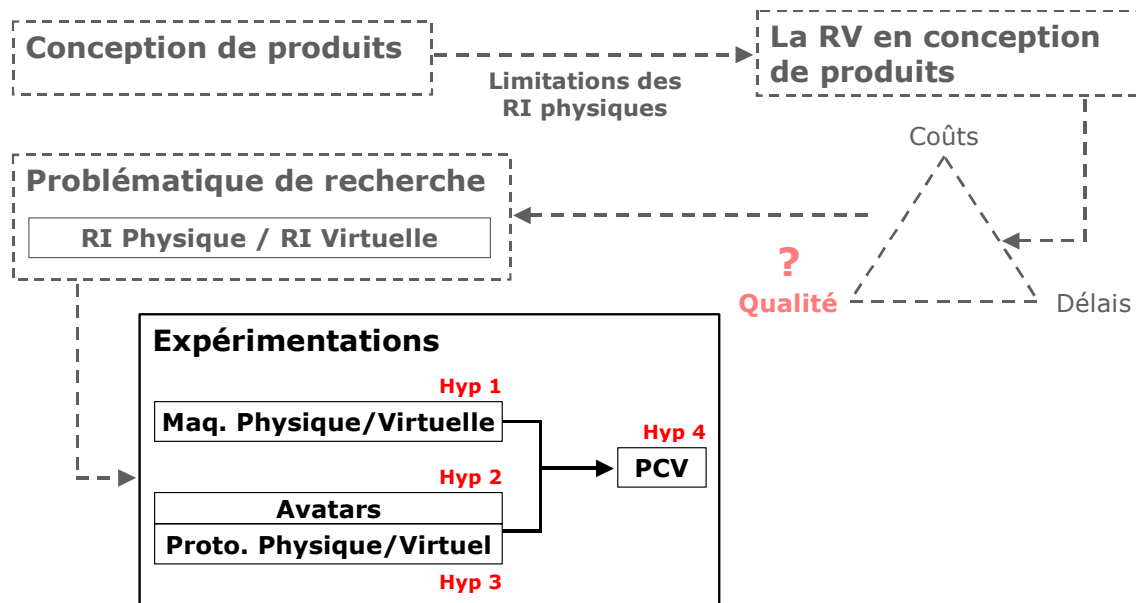 Conception de produits
Limitations des
RI physiques
La RV en conception
de produits
Coûts
?
Qualité
Délais
Problématique de recherche
RI Physique / RI Virtuelle
Expérimentations
Hyp 1
Maq. Physique/Virtuelle
Hyp 4
PCV
Hyp 2
Avatars
Proto. Physique/Virtuel
Hyp 3